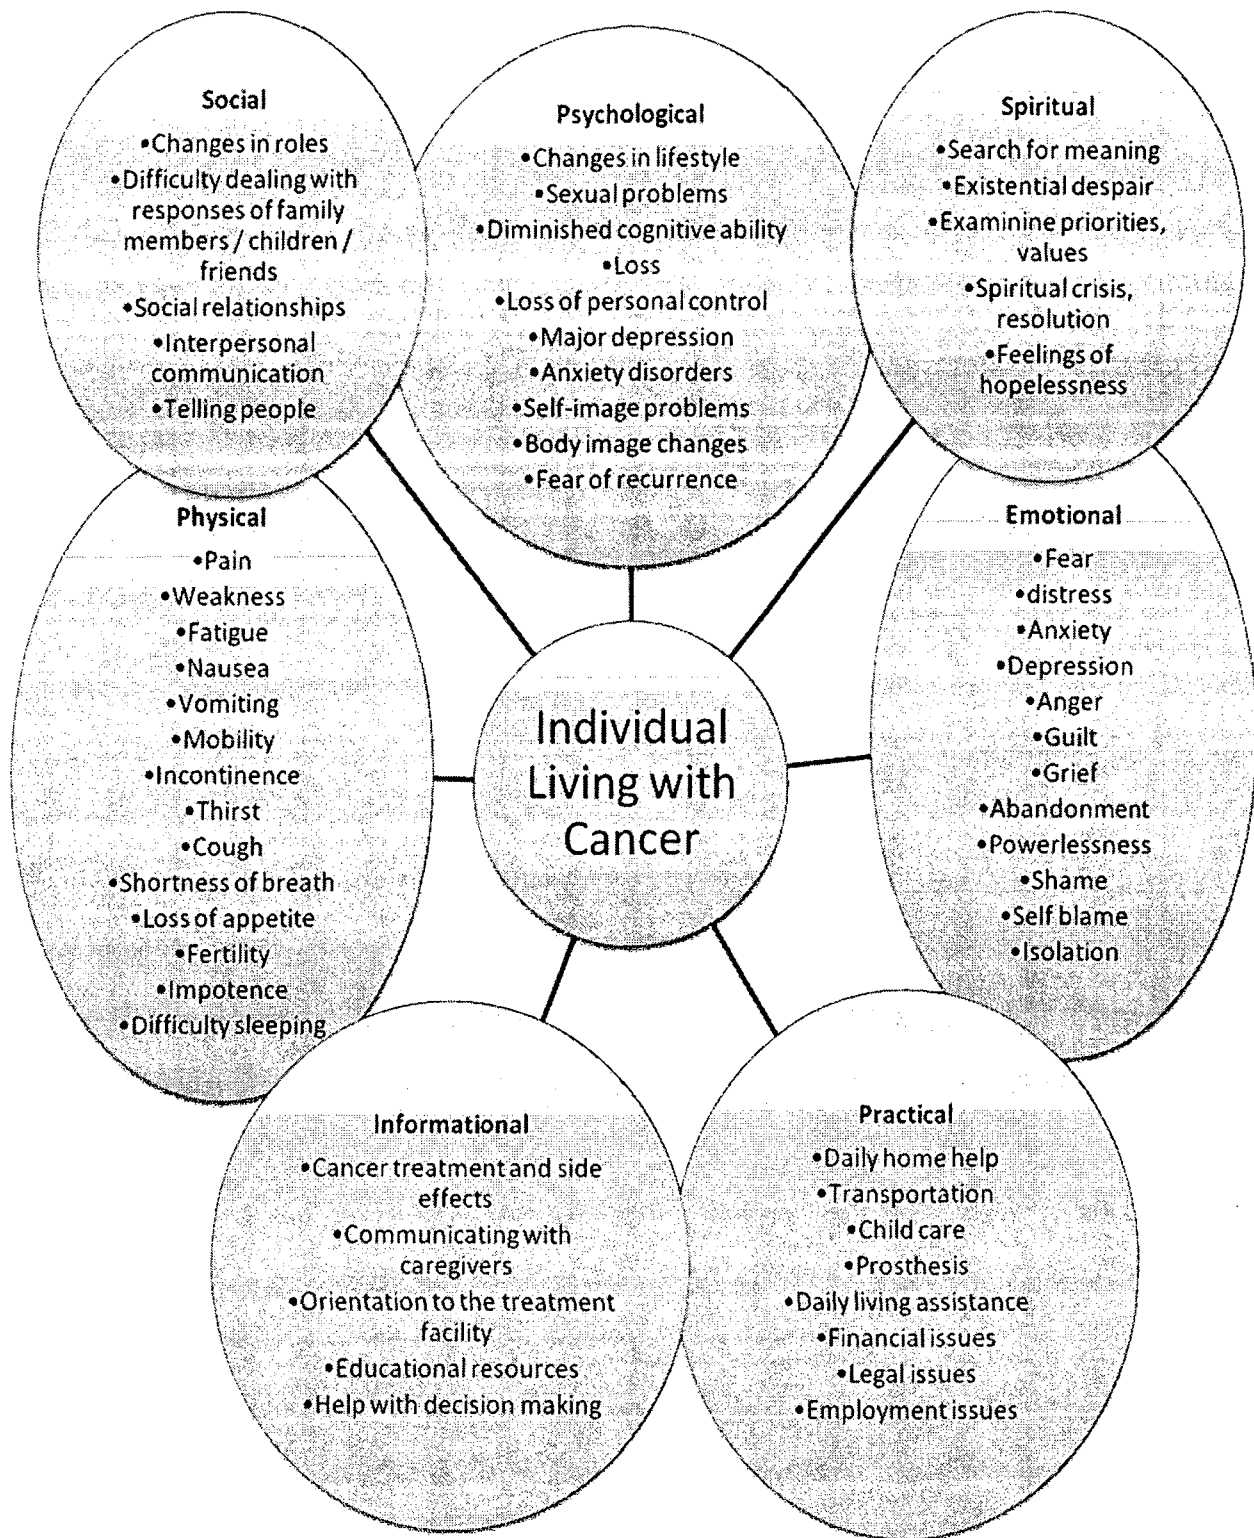 Social
•Changes in roles
•Difficulty dealing with
responses of family
members / children /
friends
•Social relationships
•Interpersonal
communication
•Telling people
Psychological
•Changes in lifestyle
•Sexual problems
•Diminished cognitive ability
•Loss
•Loss of personal control
•Major depression
•Anxiety disorders
•Self-image problems
•Body image changes
•Fear of recurrence
Spiritual
•Search for meaning
•Existential despair
•Examinine priorities,
values
•Spiritual crisis,
resolution
•Feelings of
hopelessness
Physical
•Pain
•Weakness
•Fatigue
•Nausea
•Vomiting
•Mobility
•Incontinence
•Thirst
•Cough
•Shortness of breath
•Loss of appetite
•Fertility
•Impotence
•Difficulty sleeping
Individual
Living with
Cancer
Emotional
•Fear
•distress
•Anxiety
•Depression
•Anger
•Guilt
•Grief
•Abandonment
•Powerlessness
•Shame
•Self blame
•Isolation
Informational
•Cancer treatment and side
effects
•Communicating with
caregivers
•Orientation to the treatment
facility
•Educational resources
•Help with decision making
Practical
•Daily home help
•Transportation
•Child care
•Prosthesis
•Daily living assistance
•Financial issues
•Legal issues
•Employment issues